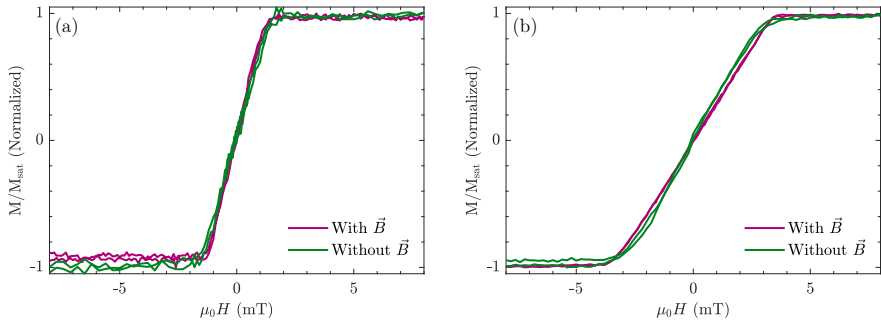 (a)
M/M_sat (Normalized)
1
0
-1
With B⃗
Without B⃗
-5
0
5
μ₀H (mT)
(b)
M/M_sat (Normalized)
1
0
-1
With B⃗
Without B⃗
-5
0
5
μ₀H (mT)